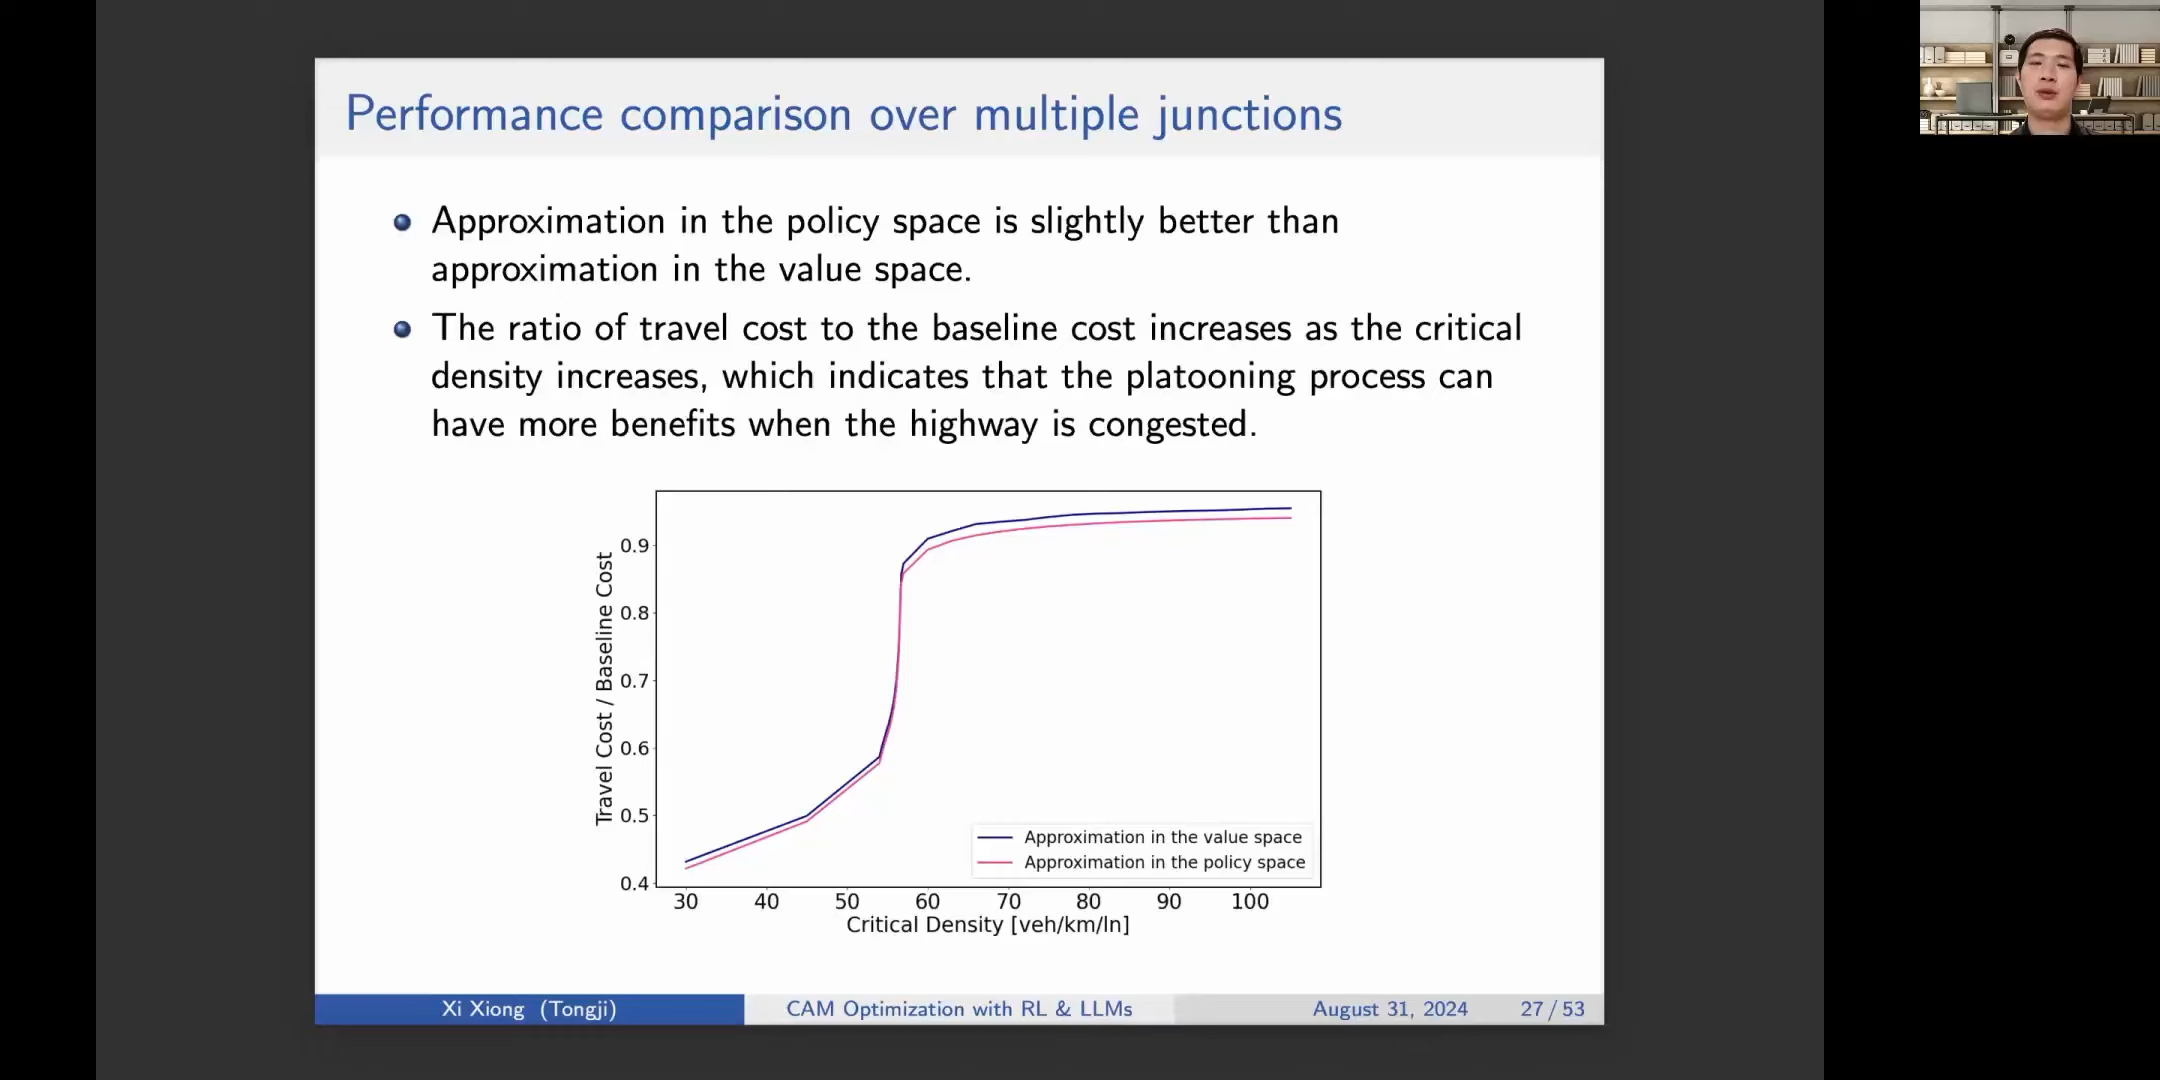 Performance comparison over multiple junctions
Approximation in the policy space is slightly better than
approximation in the value space.
The ratio of travel cost to the baseline cost increases as the critical
density increases, which indicates that the platooning process can
have more benefits when the highway is congested.
Travel Cost / Baseline Cost
0.9
0.8
0.7
0.6
0.5
0.4
Approximation in the value space
Approximation in the policy space
30 40 50 60 70 80 90 100
Critical Density [veh/km/ln]
Xi Xiong (Tongji) CAM Optimization with RL & LLMs August 31, 2024 27 / 53